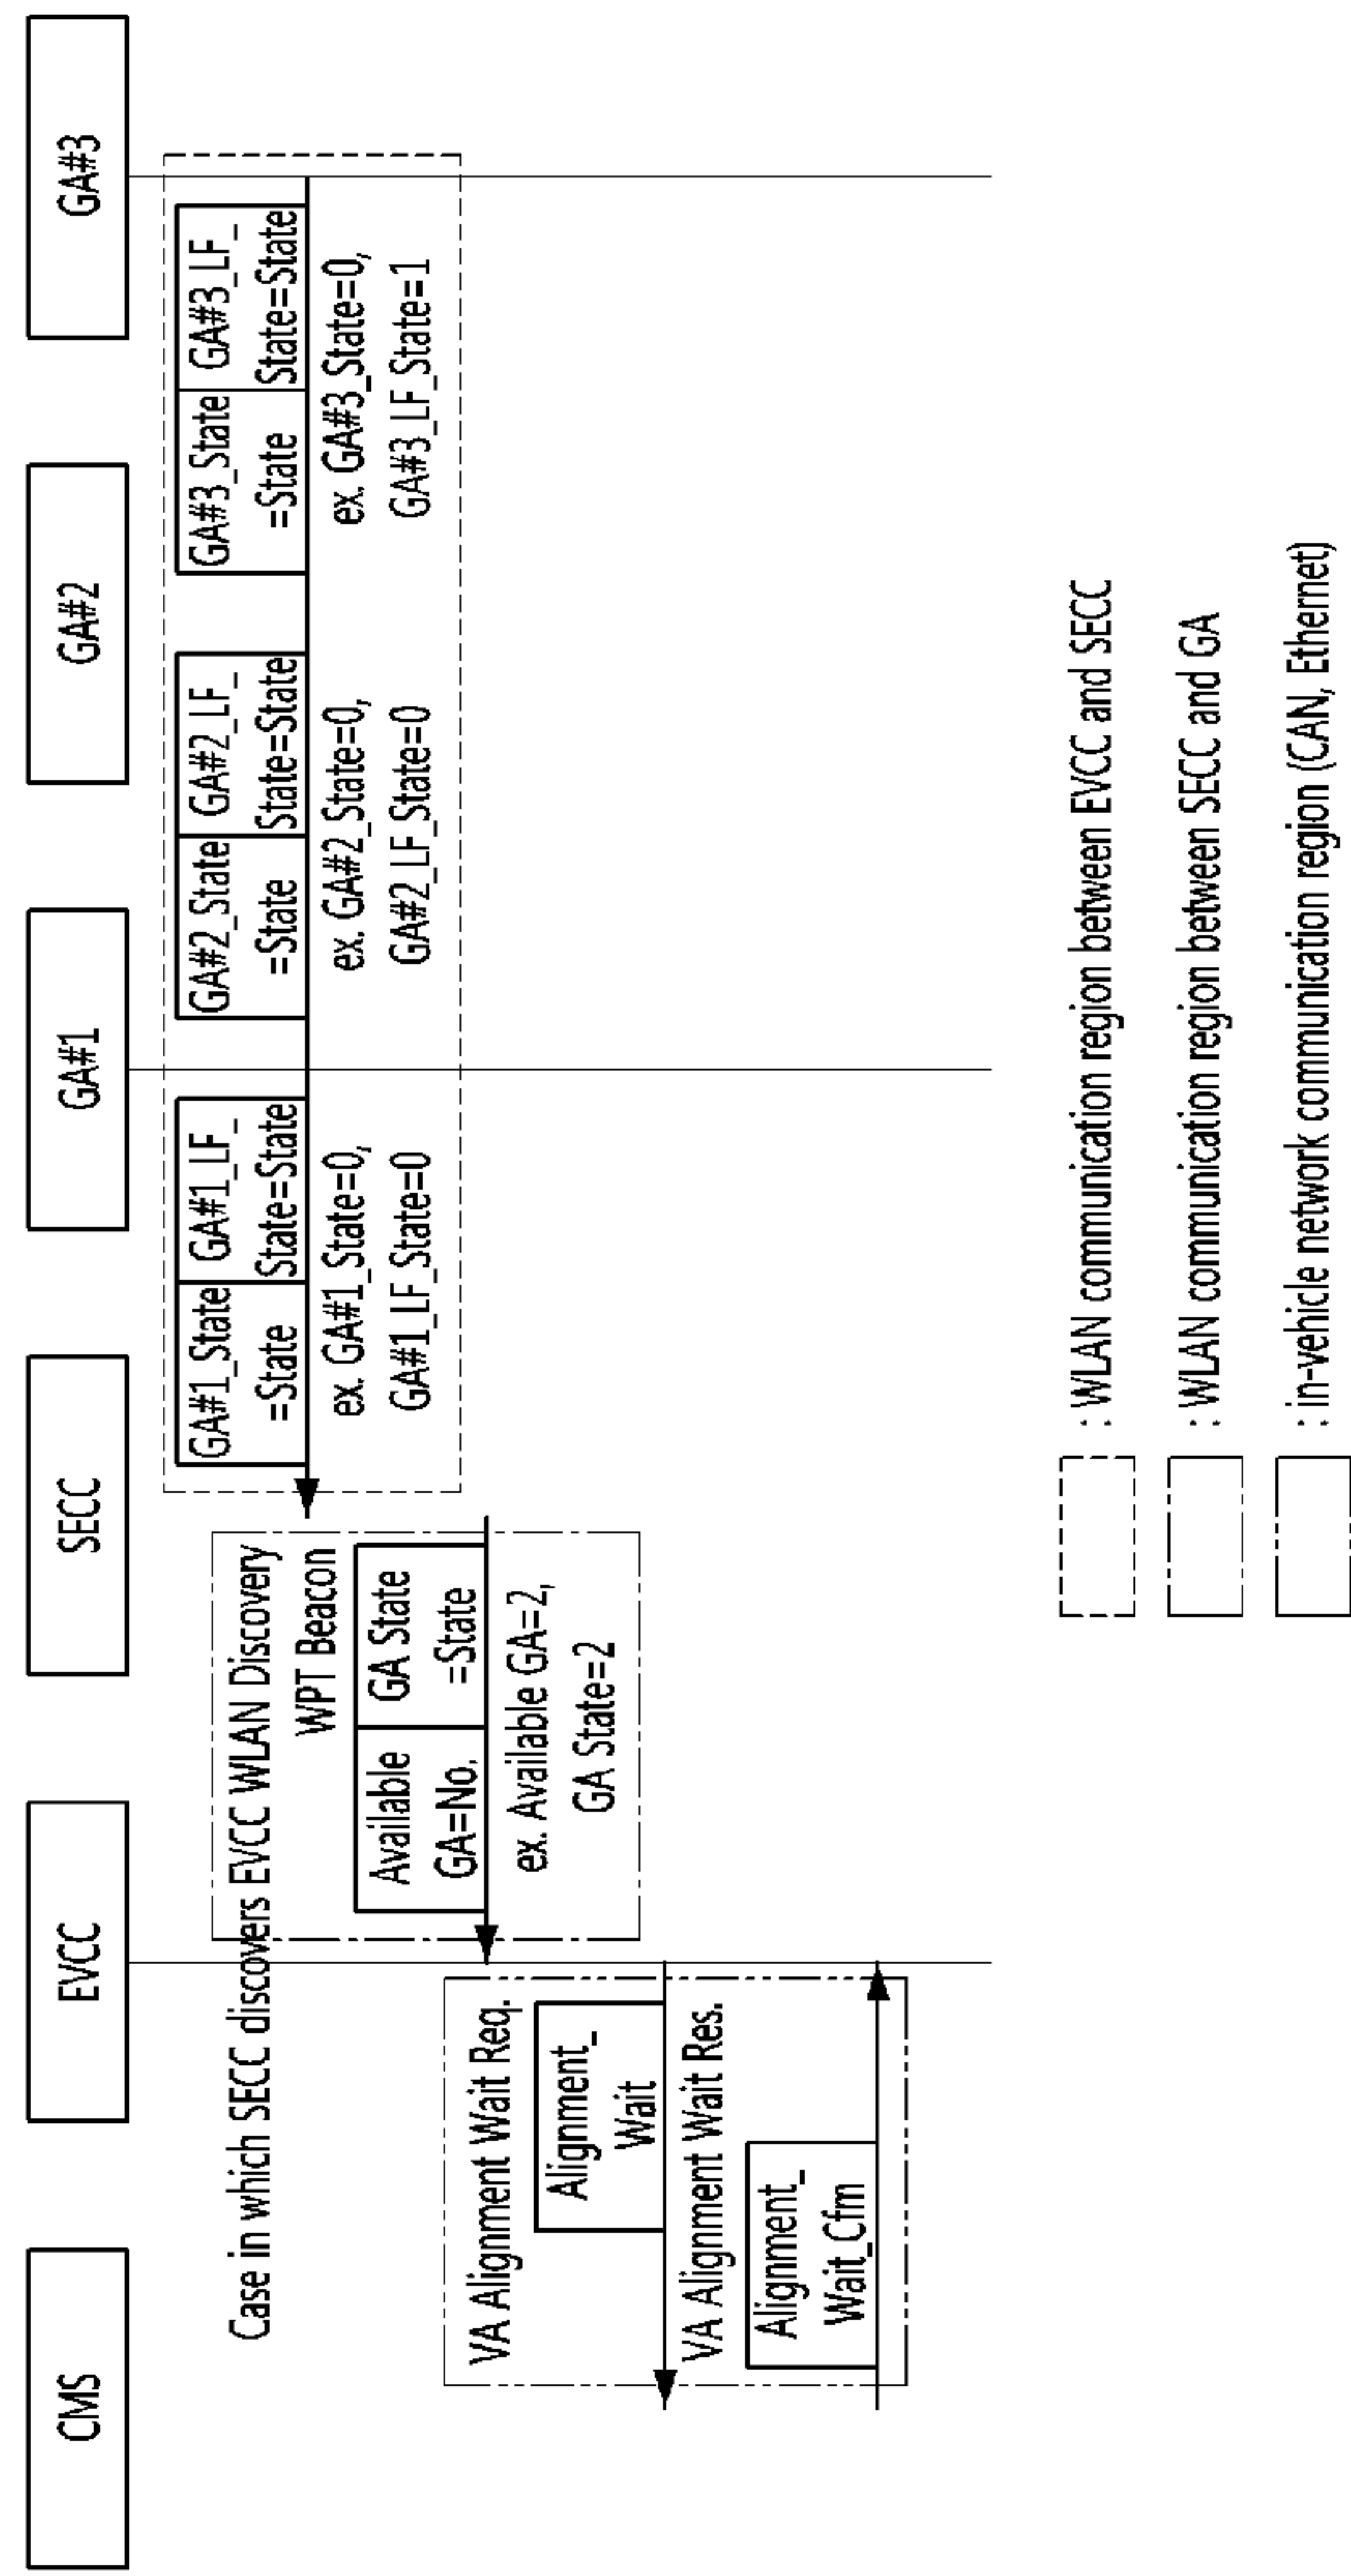 CMS
EVCC
SECC
GA#1
GA#2
GA#3
GA#1_State
=State
GA#1_LF_
State=State
ex. GA#1_State=0,
GA#1_LF_State=0
GA#2_State
=State
GA#2_LF_
State=State
ex. GA#2_State=0,
GA#2_LF_State=0
GA#3_State
=State
GA#3_LF_
State=State
ex. GA#3_State=0,
GA#3_LF_State=1
Case in which SECC discovers EVCC WLAN Discovery
WPT Beacon
Available
GA=No.
GA State
=State
ex. Available GA=2,
GA State=2
VA Alignment Wait Req.
Alignment_
Wait
VA Alignment Wait Res.
Alignment_
Wait_Cfm
: WLAN communication region between EVCC and SECC
: WLAN communication region between SECC and GA
: in-vehicle network communication region (CAN, Ethernet)